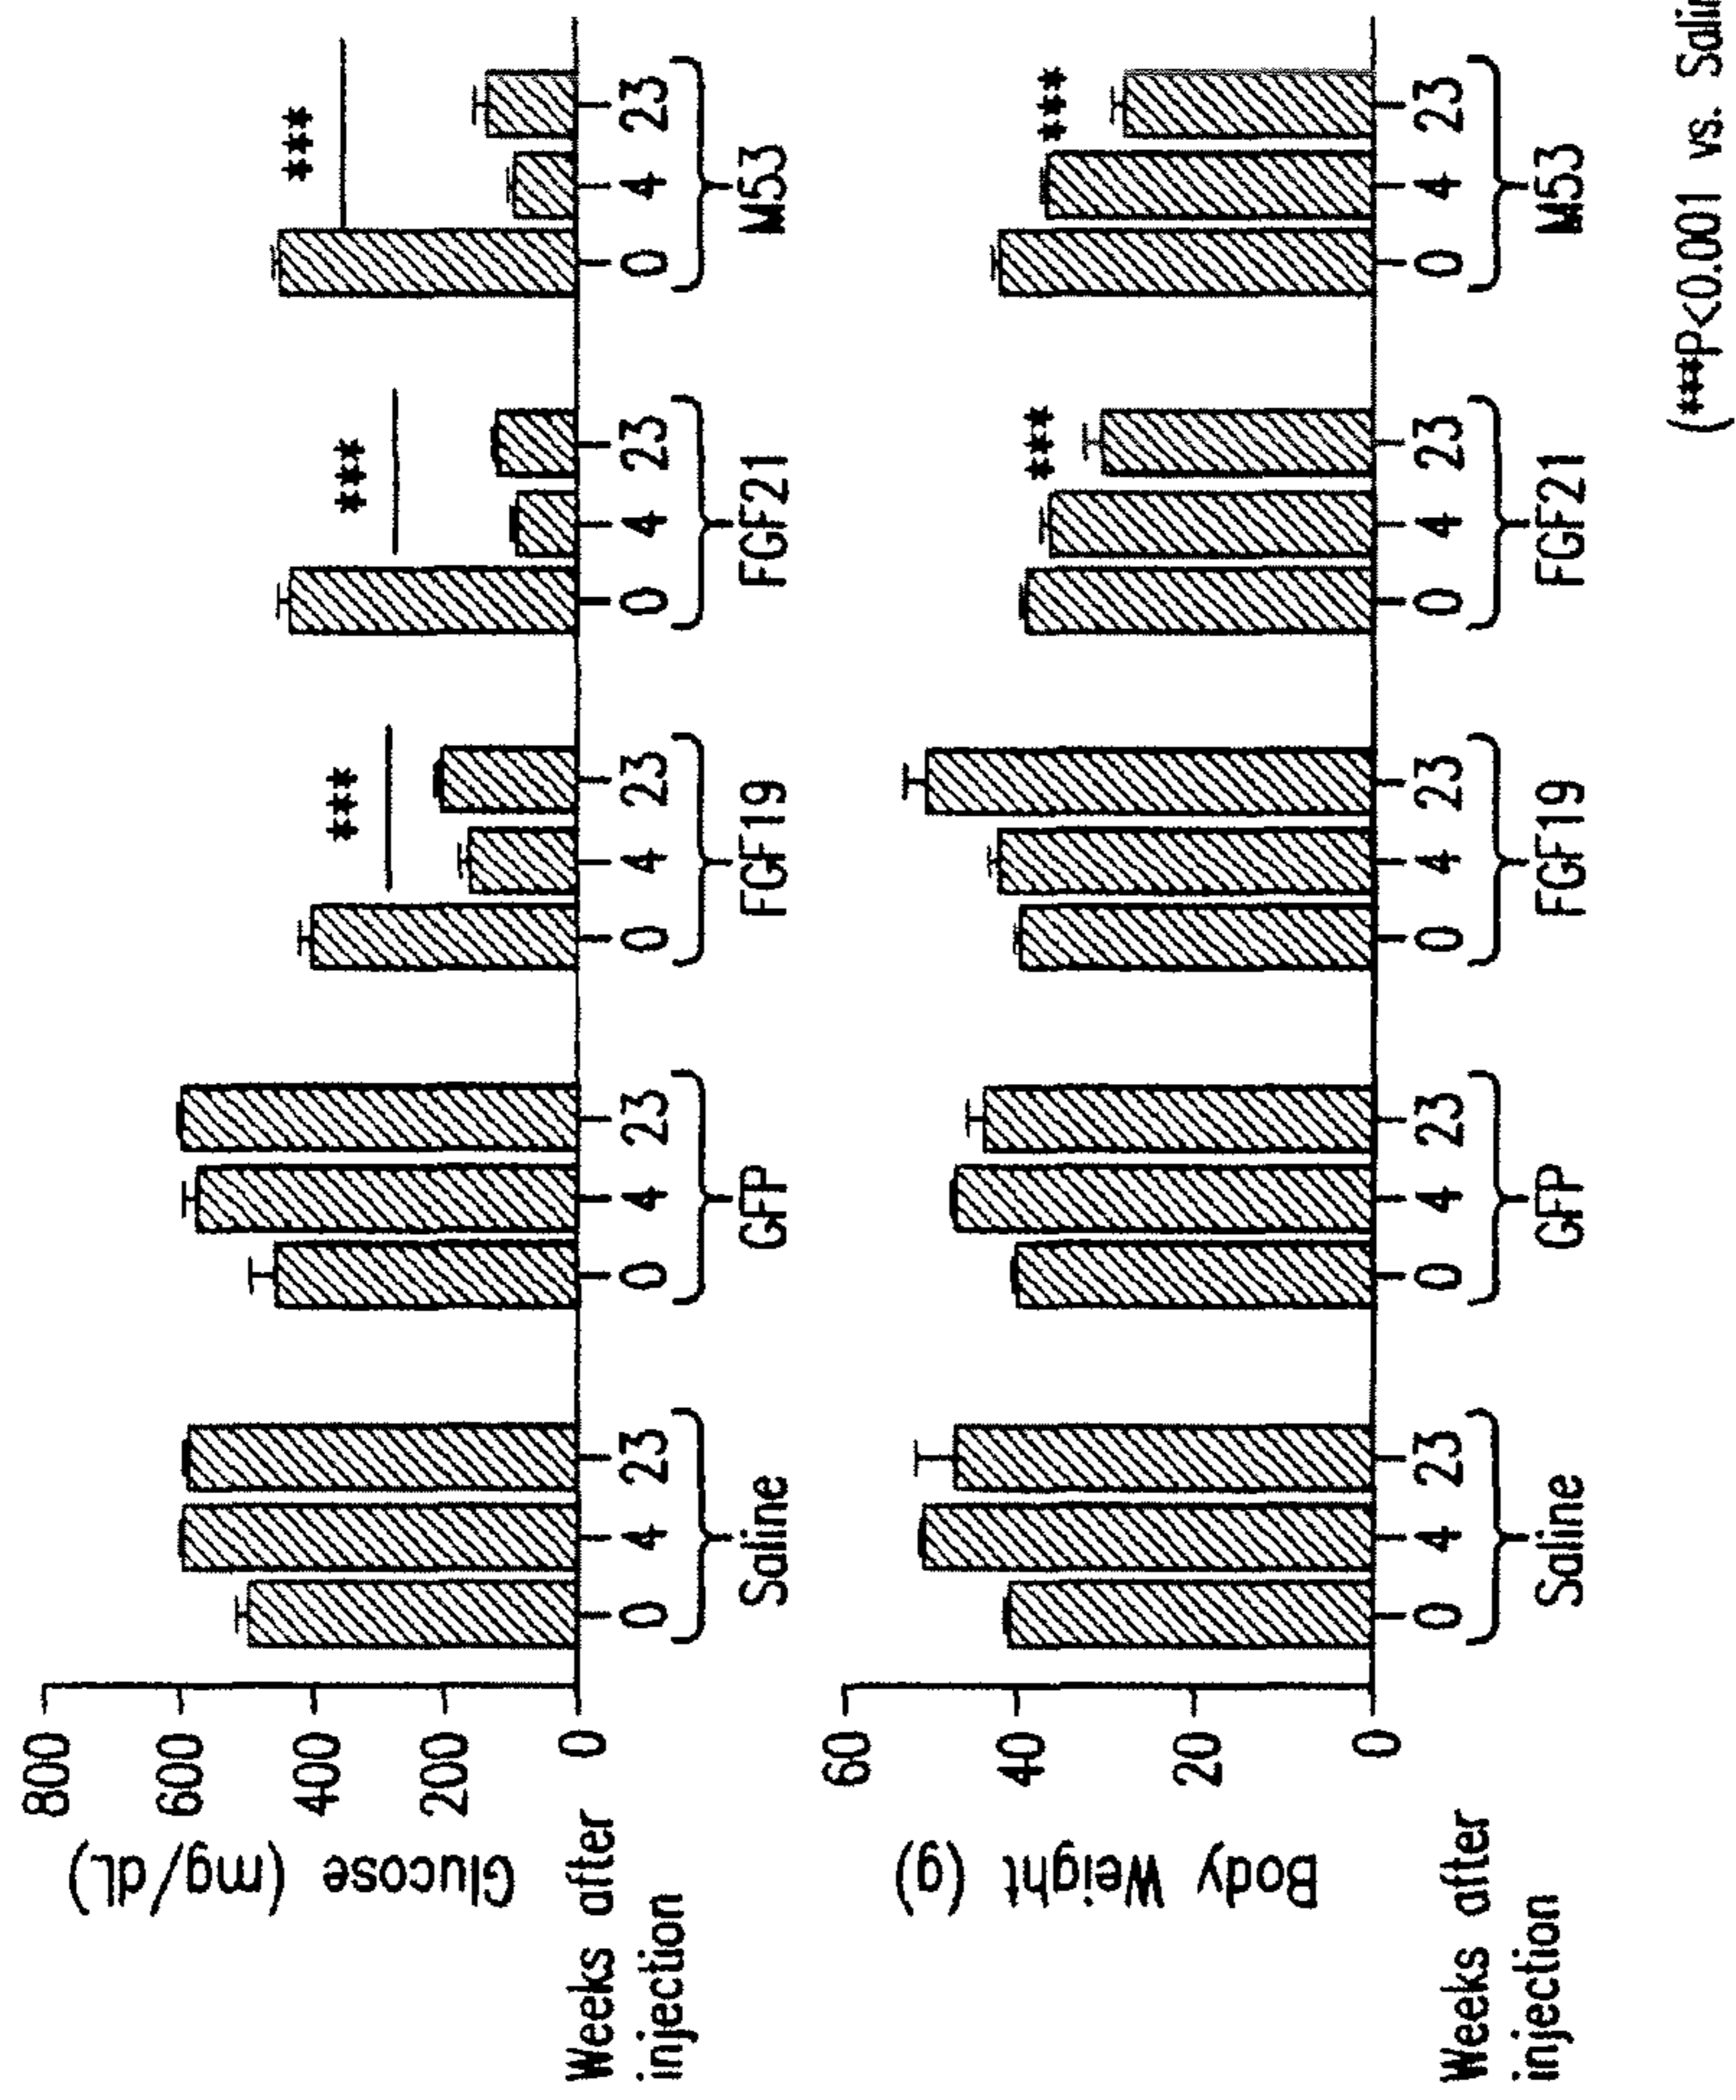 Glucose (mg/dL)
800
600
400
200
0
***
***
***
Weeks after
injection
0 4 23 0 4 23 0 4 23 0 4 23 0 4 23
Saline GFP FGF19 FGF21 M53
Body Weight (g)
60
40
20
0
***
***
Weeks after
injection
0 4 23 0 4 23 0 4 23 0 4 23 0 4 23
Saline GFP FGF19 FGF21 M53
(***P<0.001 vs.